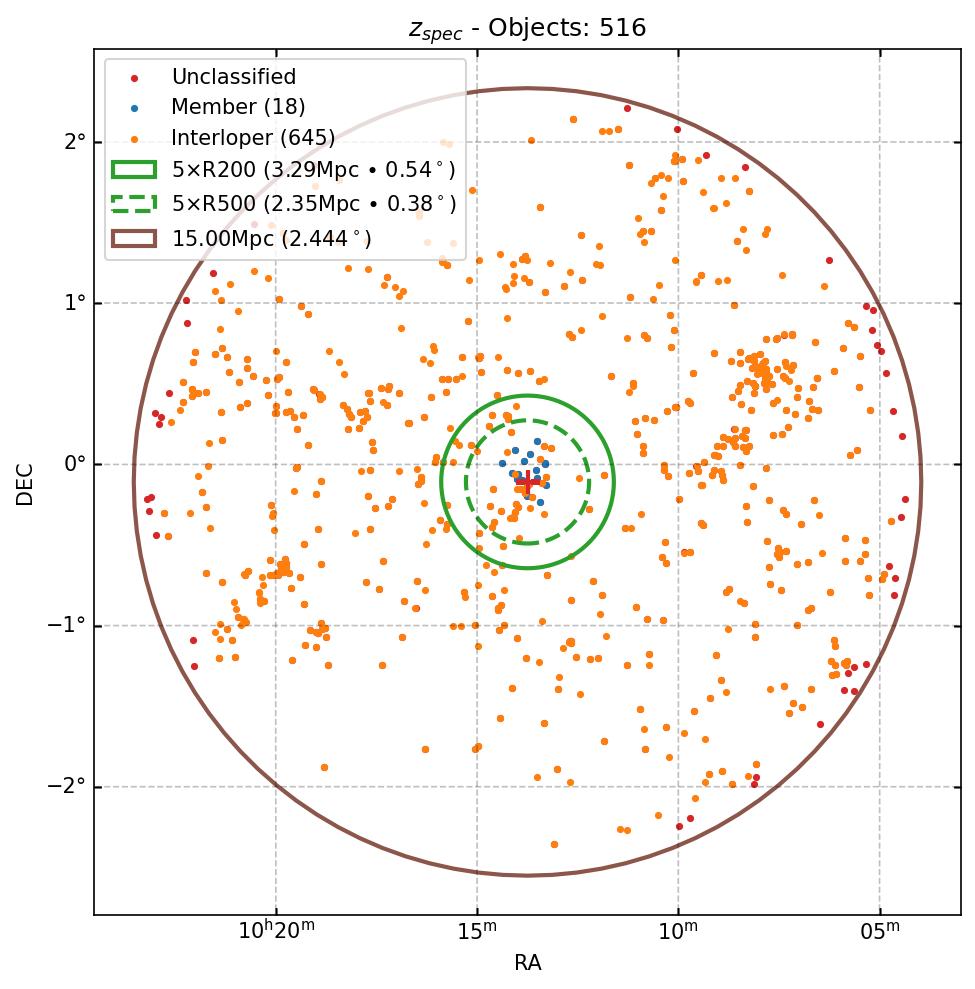 z_spec - Objects: 516
Unclassified
Member (18)
Interloper (645)
5×R200 (3.29Mpc • 0.54°)
5×R500 (2.35Mpc • 0.38°)
15.00Mpc (2.444°)
2°
1°
0°
−1°
−2°
DEC
10ʰ20ᵐ 15ᵐ 10ᵐ 05ᵐ
RA